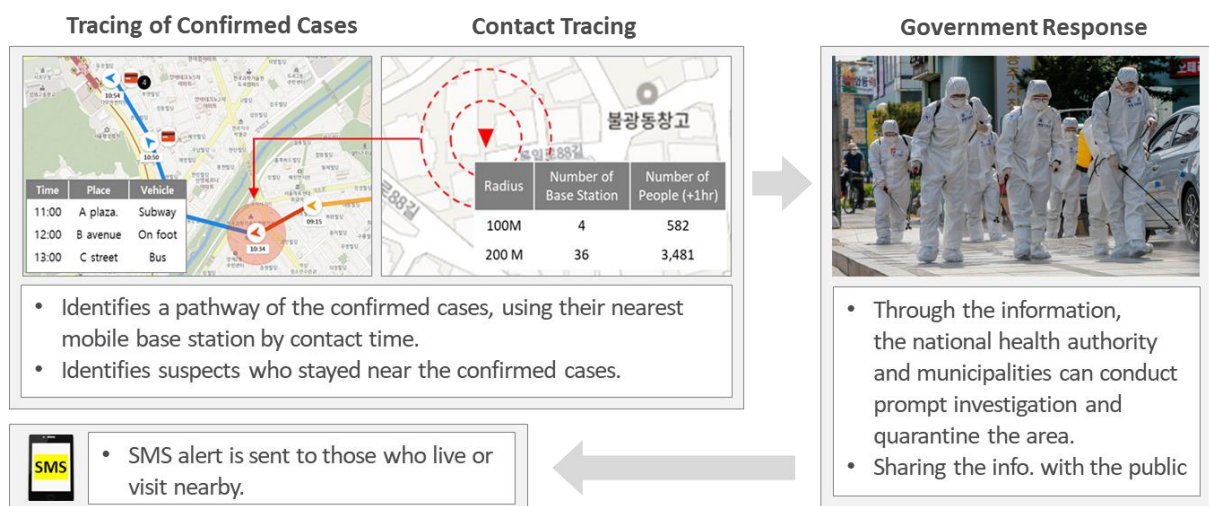 Tracing of Confirmed Cases
Contact Tracing
Government Response
10:54
4
10:50
09:15
10:34
Time Place Vehicle
11:00 A plaza. Subway
12:00 B avenue On foot
13:00 C street Bus
불광동창고
88길
Radius Number of Base Station Number of People (+1hr)
100M 4 582
200 M 36 3,481
• Identifies a pathway of the confirmed cases, using their nearest
mobile base station by contact time.
• Identifies suspects who stayed near the confirmed cases.
• Through the information,
the national health authority
and municipalities can conduct
prompt investigation and
quarantine the area.
• Sharing the info. with the public
SMS
• SMS alert is sent to those who live or
visit nearby.